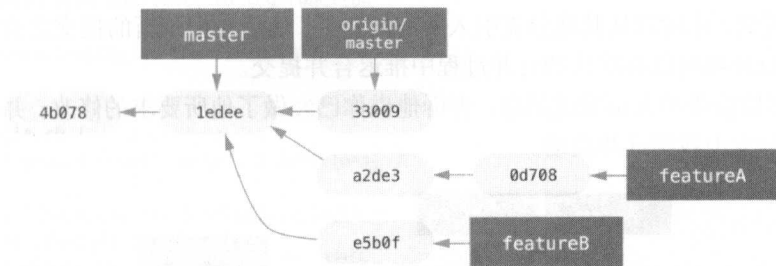 master
origin/
master
4b078
1edee
33009
a2de3
0d708
featureA
e5b0f
featureB